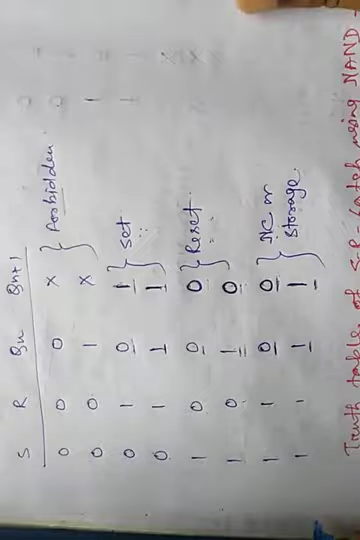 S R Qn Qn+1
0 0 0 x } Forbidden
0 0 1 x
0 1 0 1 } Set
0 1 1 1
1 0 0 0 } Reset
1 0 1 0
1 1 0 0 } NC or
1 1 1 1 Storage
Truth table of S-R-Latch using NAND -